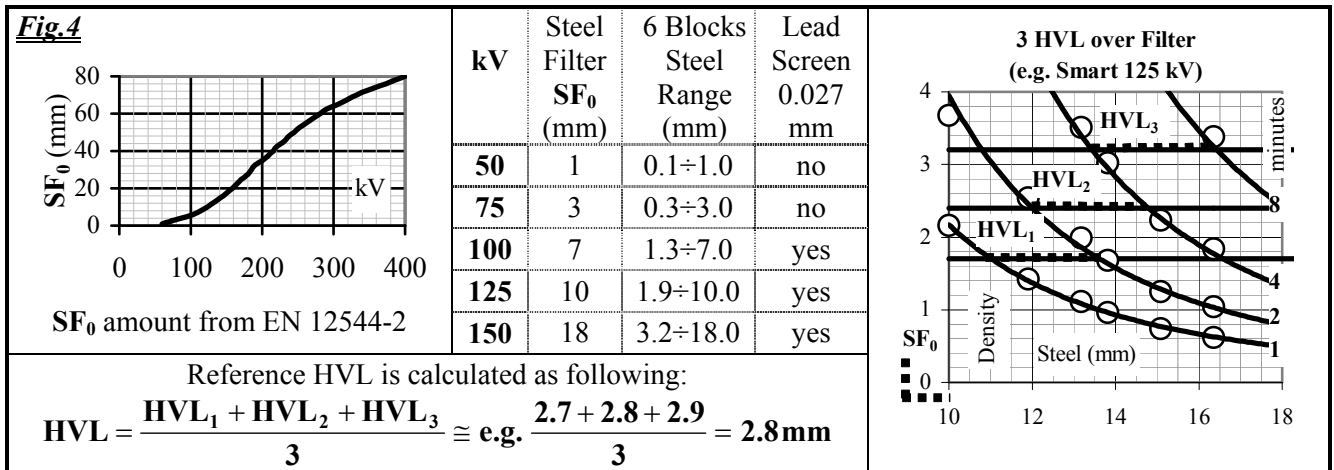 Fig.4
80
60
40
20
0
SF₀ (mm)
kV
0 100 200 300 400
SF₀ amount from EN 12544-2
kV Steel Filter SF₀ (mm) 6 Blocks Steel Range (mm) Lead Screen 0.027 mm
50 1 0.1÷1.0 no
75 3 0.3÷3.0 no
100 7 1.3÷7.0 yes
125 10 1.9÷10.0 yes
150 18 3.2÷18.0 yes
Reference HVL is calculated as following:
HVL = (HVL₁ + HVL₂ + HVL₃)/3 ≅ e.g. (2.7 + 2.8 + 2.9)/3 = 2.8mm
3 HVL over Filter
(e.g. Smart 125 kV)
4
3
2
1
0
HVL₃
HVL₂
HVL₁
minutes
8
4
2
1
SF₀
Density
Steel (mm)
10 12 14 16 18